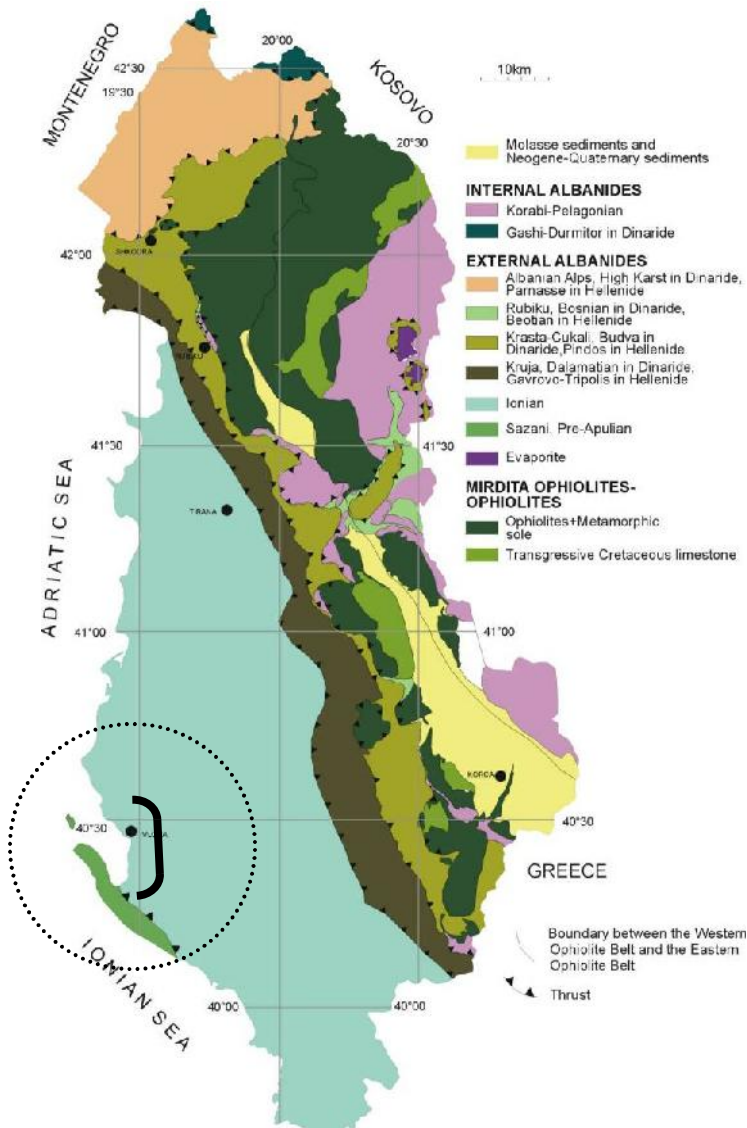 MONTENEGRO
KOSOVO
20°00
42°30
19°30
20°30
10km
Molasse sediments and
Neogene-Quaternary sediments
INTERNAL ALBANIDES
Korabi-Pelagonian
Gashi-Durmitor in Dinaride
EXTERNAL ALBANIDES
Albanian Alps, High Karst in Dinaride,
Parnasse in Hellenide
Rubiku, Bosnian in Dinaride,
Beotian in Hellenide
Krasta-Cukali, Budva in
Dinaride,Pindos in Hellenide
Kruja, Dalamatian in Dinaride,
Gavrovo-Tripolis in Hellenide
Ionian
Sazani, Pre-Apulian
Evaporite
MIRDITA OPHIOLITES-
OPHIOLITES
Ophiolites+Metamorphic
sole
Transgressive Cretaceous limestone
SHKODRA
42°00
RUBIKU
41°30
41°30
TIRANA
ADRIATIC SEA
41°00
41°00
KORCA
40°30
40°30
GREECE
IONIAN SEA
40°00
40°00
Boundary between the Western
Ophiolite Belt and the Eastern
Ophiolite Belt
Thrust